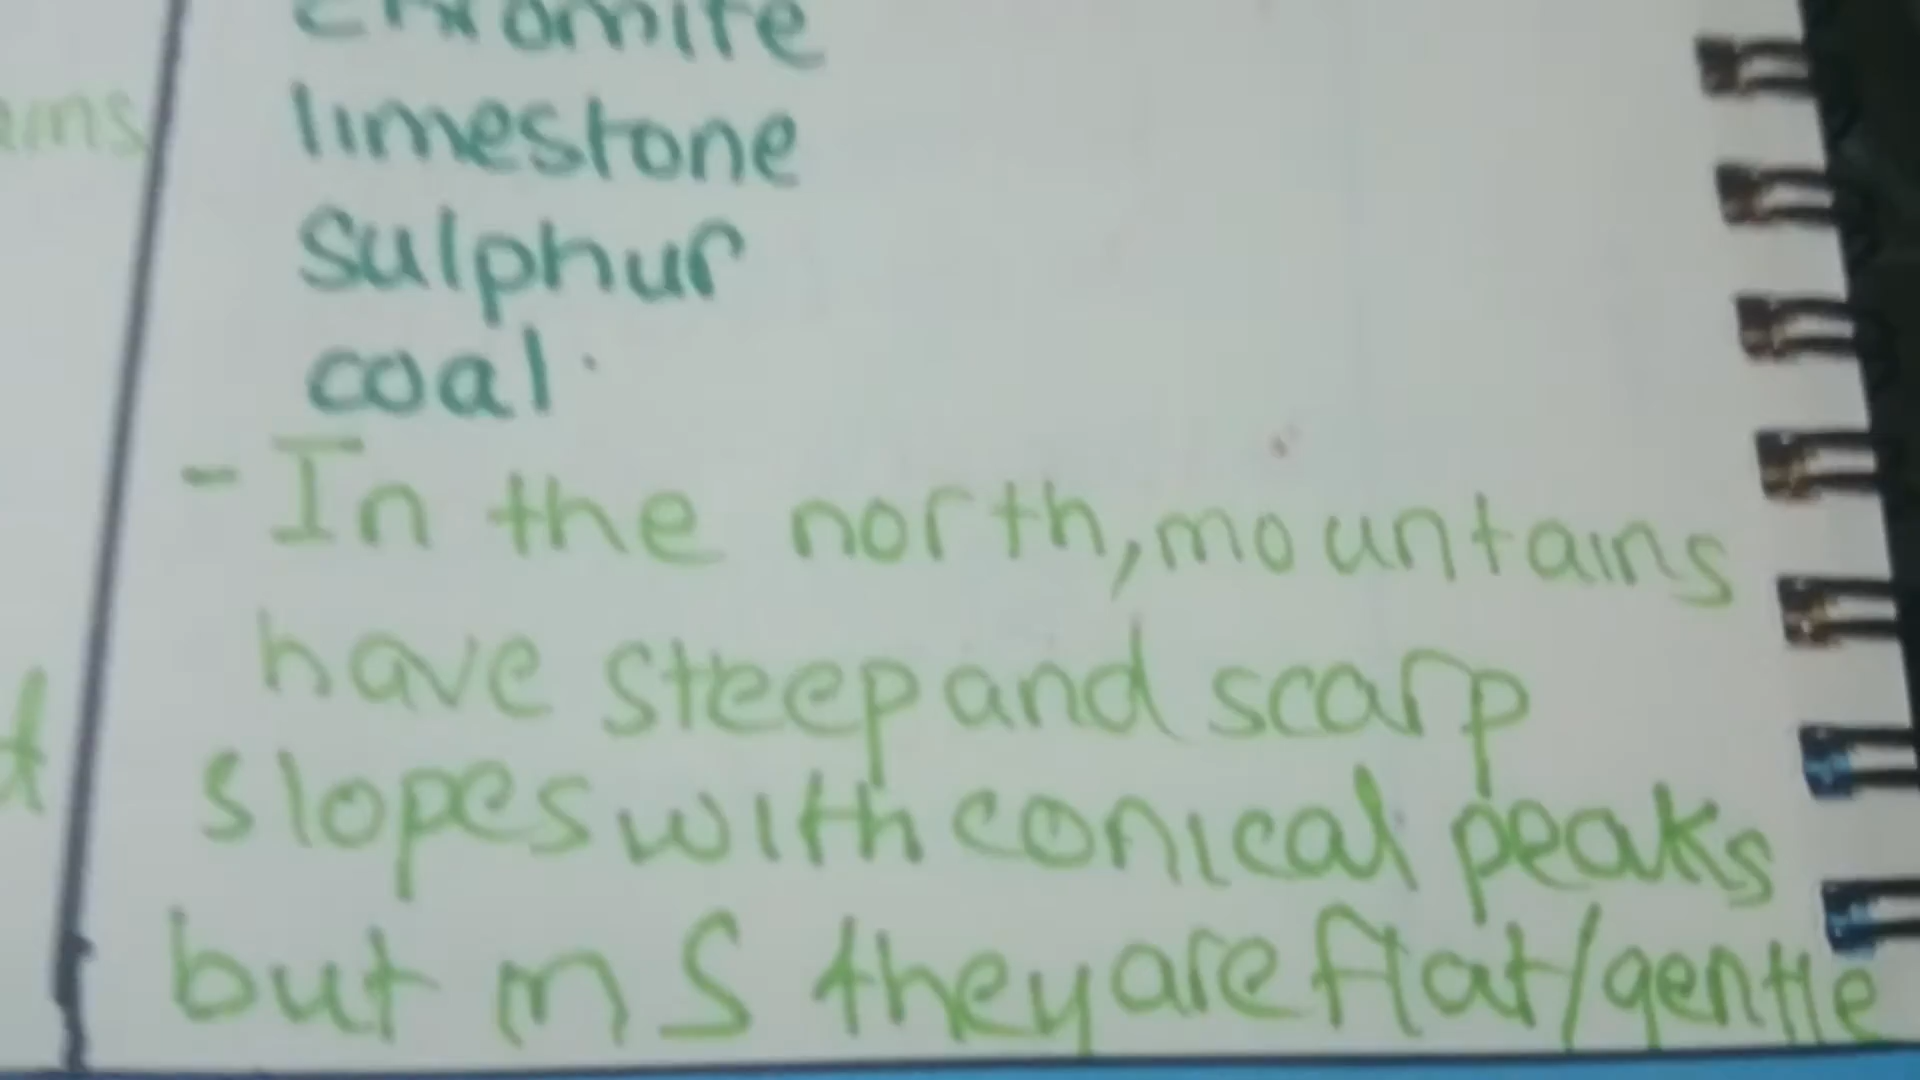 chromite
limestone
sulphur
coal.
- In the north, mountains
have steep and scarp
slopes with conical peaks
but in S they are flat/gentle